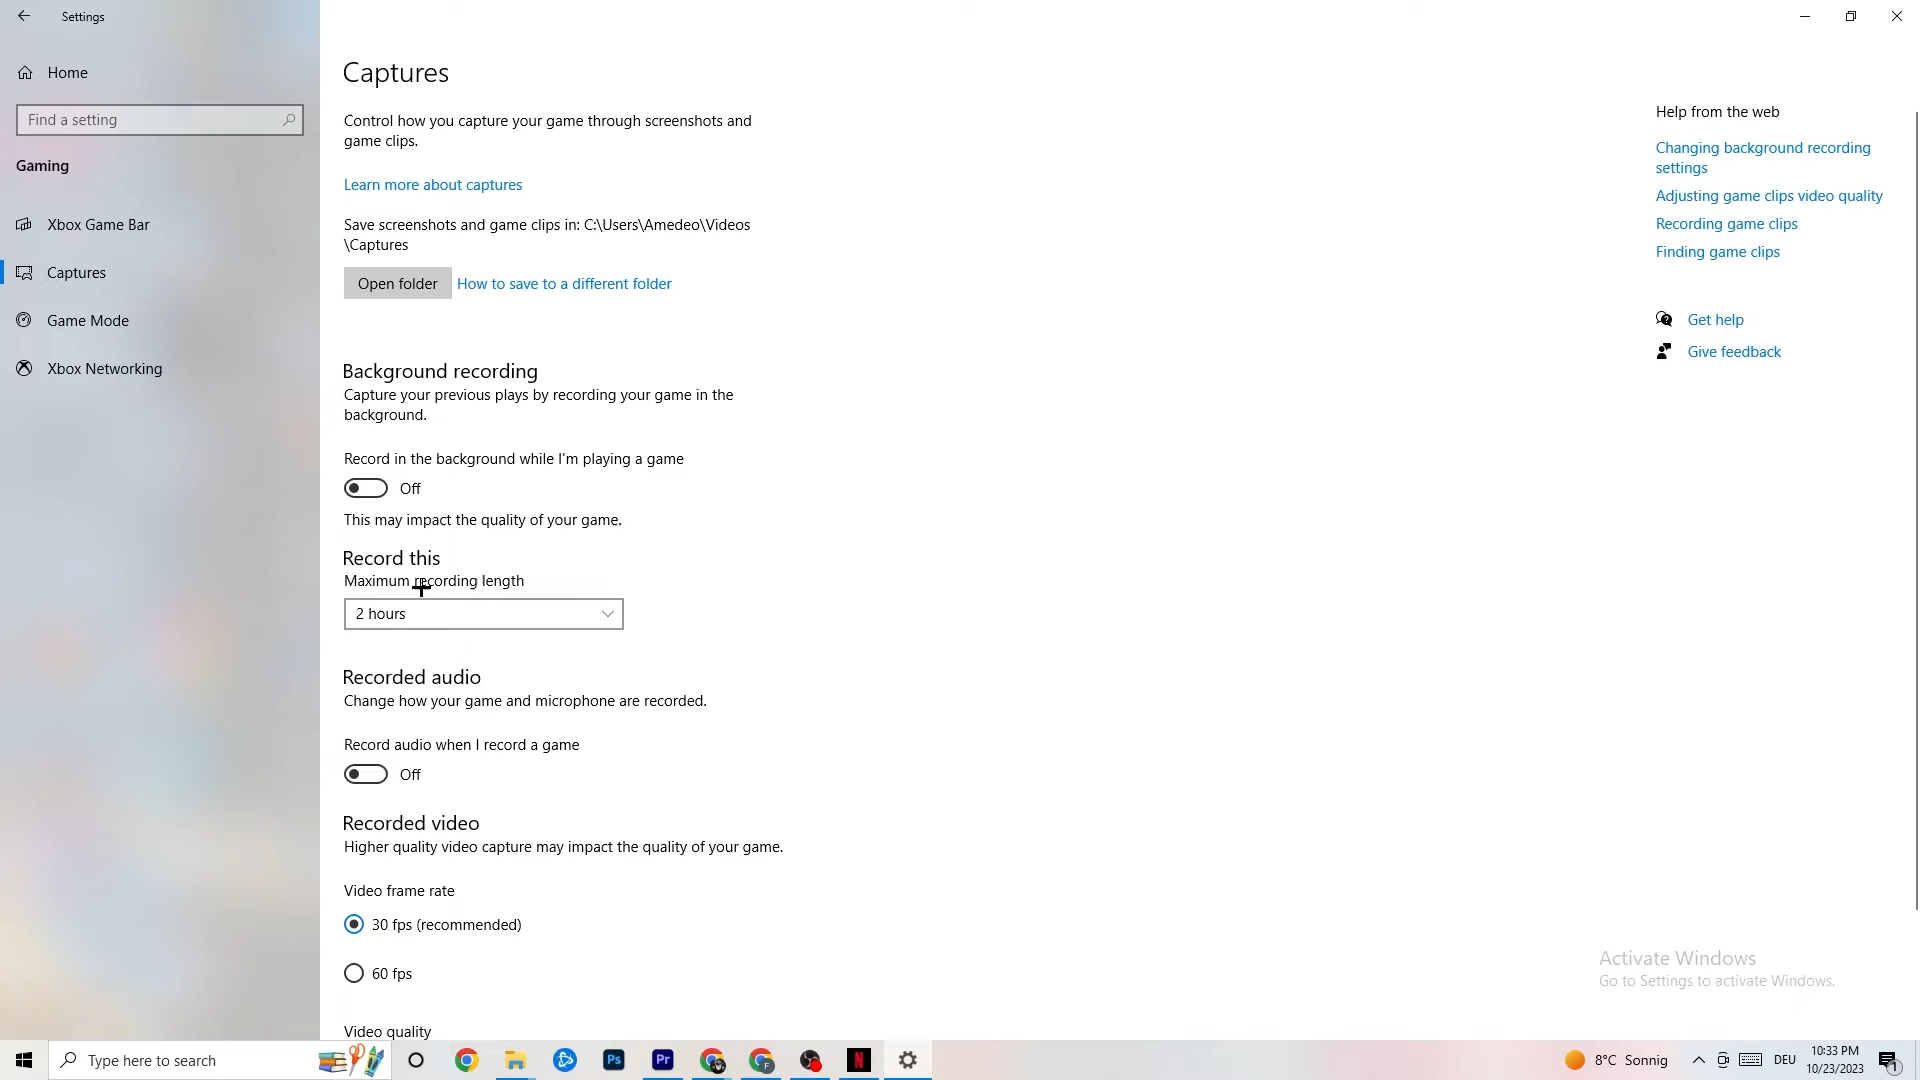 Settings
Home
Find a setting
Gaming
Xbox Game Bar
Captures
Game Mode
Xbox Networking
Captures
Control how you capture your game through screenshots and
game clips.
Learn more about captures
Save screenshots and game clips in: C:\Users\Amedeo\Videos
\Captures
Open folder
How to save to a different folder
Background recording
Capture your previous plays by recording your game in the
background.
Record in the background while I'm playing a game
Off
This may impact the quality of your game.
Record this
Maximum recording length
2 hours
Recorded audio
Change how your game and microphone are recorded.
Record audio when I record a game
Off
Recorded video
Higher quality video capture may impact the quality of your game.
Video frame rate
30 fps (recommended)
60 fps
Video quality
Help from the web
Changing background recording
settings
Adjusting game clips video quality
Recording game clips
Finding game clips
Get help
Give feedback
Activate Windows
Go to Settings to activate Windows.
Type here to search
Ps
Pr
F
N
8°C Sonnig
DEU
10:33 PM
10/23/2023
1